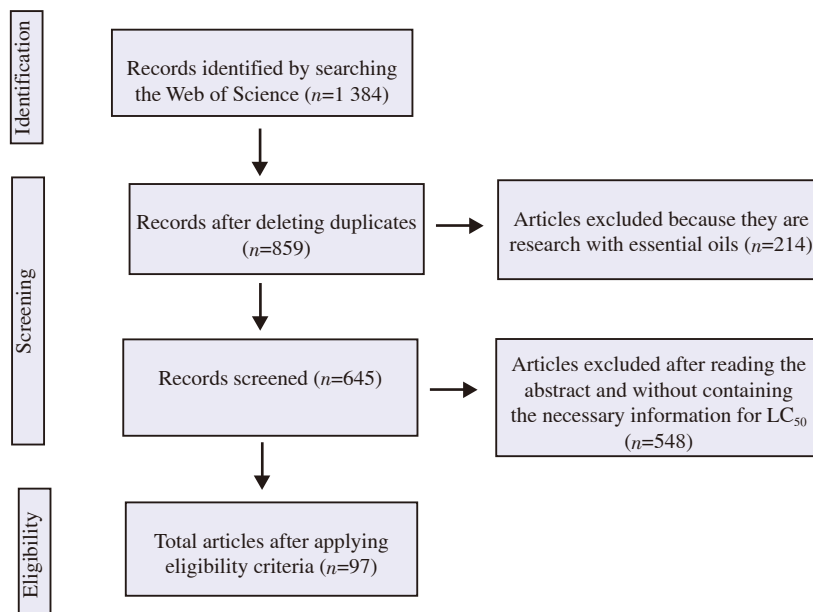 Identification
Records identified by searching
the Web of Science (n=1 384)
Screening
Records after deleting duplicates
(n=859)
Articles excluded because they are
research with essential oils (n=214)
Records screened (n=645)
Articles excluded after reading the
abstract and without containing
the necessary information for LC₅₀
(n=548)
Eligibility
Total articles after applying
eligibility criteria (n=97)